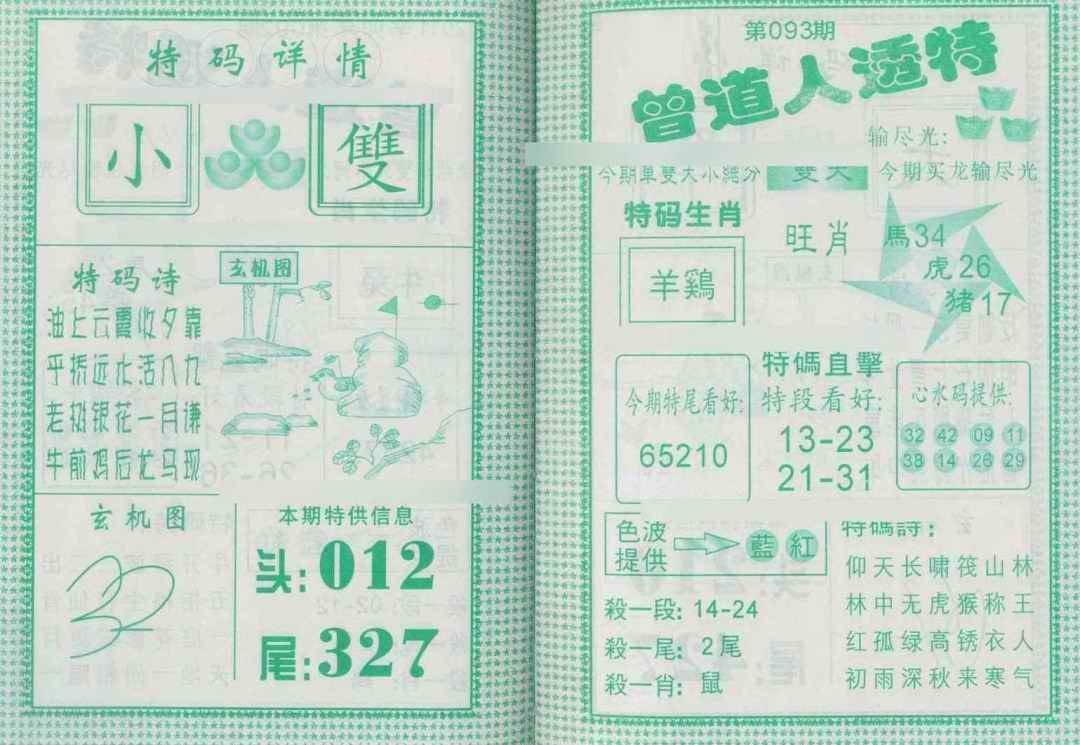 特码详情
小
雙
特码诗
油上云霞收夕靠
乎振远水活八九
老奶银花一月谦
牛前鸡后龙马现
玄机图
玄机图
本期特供信息
头:012
尾:327
第093期
曾道人透特
输尽光:
今期单雙大小絕分
雙大
今期买龙输尽光
特码生肖
羊鷄
旺肖
馬34
虎26
猪17
今期特尾看好:
65210
特碼直擊
特段看好:
13-23
21-31
心水码提供:
32 42 09 11
38 14 26 29
色波
提供
藍 紅
殺一段: 14-24
殺一尾: 2尾
殺一肖: 鼠
特碼詩:
仰天长啸筏山林
林中无虎猴称王
红孤绿高锈衣人
初雨深秋来寒气